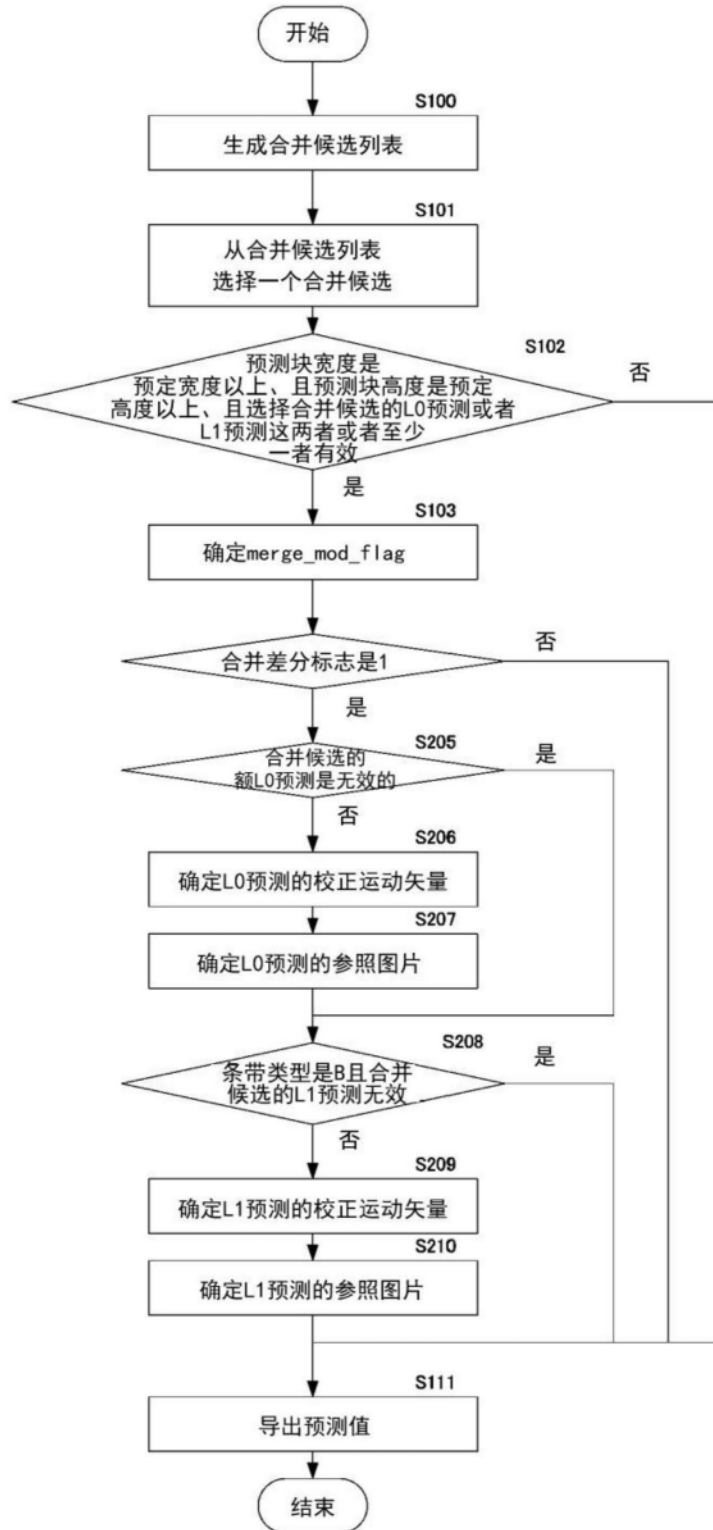 开始
S100
生成合并候选列表
S101
从合并候选列表
选择一个合并候选
S102
预测块宽度是
预定宽度以上、且预测块高度是预定
高度以上、且选择合并候选的L0预测或者
L1预测这两者或者至少
一者有效
否
是
S103
确定merge_mod_flag
合并差分标志是1
否
是
S205
合并候选的
额L0预测是无效的
是
否
S206
确定L0预测的校正运动矢量
S207
确定L0预测的参照图片
S208
条带类型是B且合并
候选的L1预测无效
是
否
S209
确定L1预测的校正运动矢量
S210
确定L1预测的参照图片
S111
导出预测值
结束